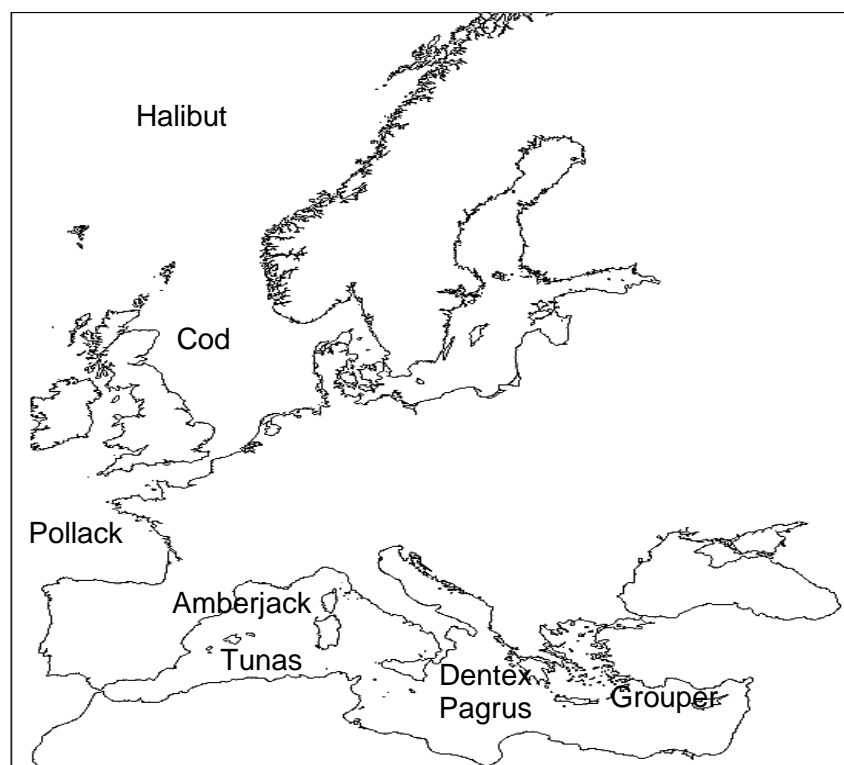 Halibut
Cod
Pollack
Amberjack
Tunas
Dentex
Pagrus
Grouper